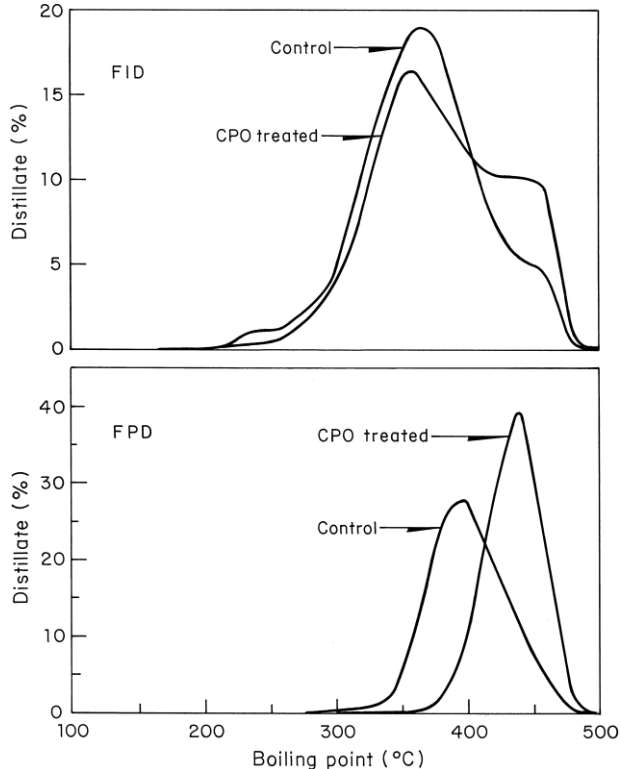 20
15
10
5
0
Distillate (%)
FID
Control
CPO treated
40
30
20
10
0
Distillate (%)
FPD
CPO treated
Control
100 200 300 400 500
Boiling point (°C)